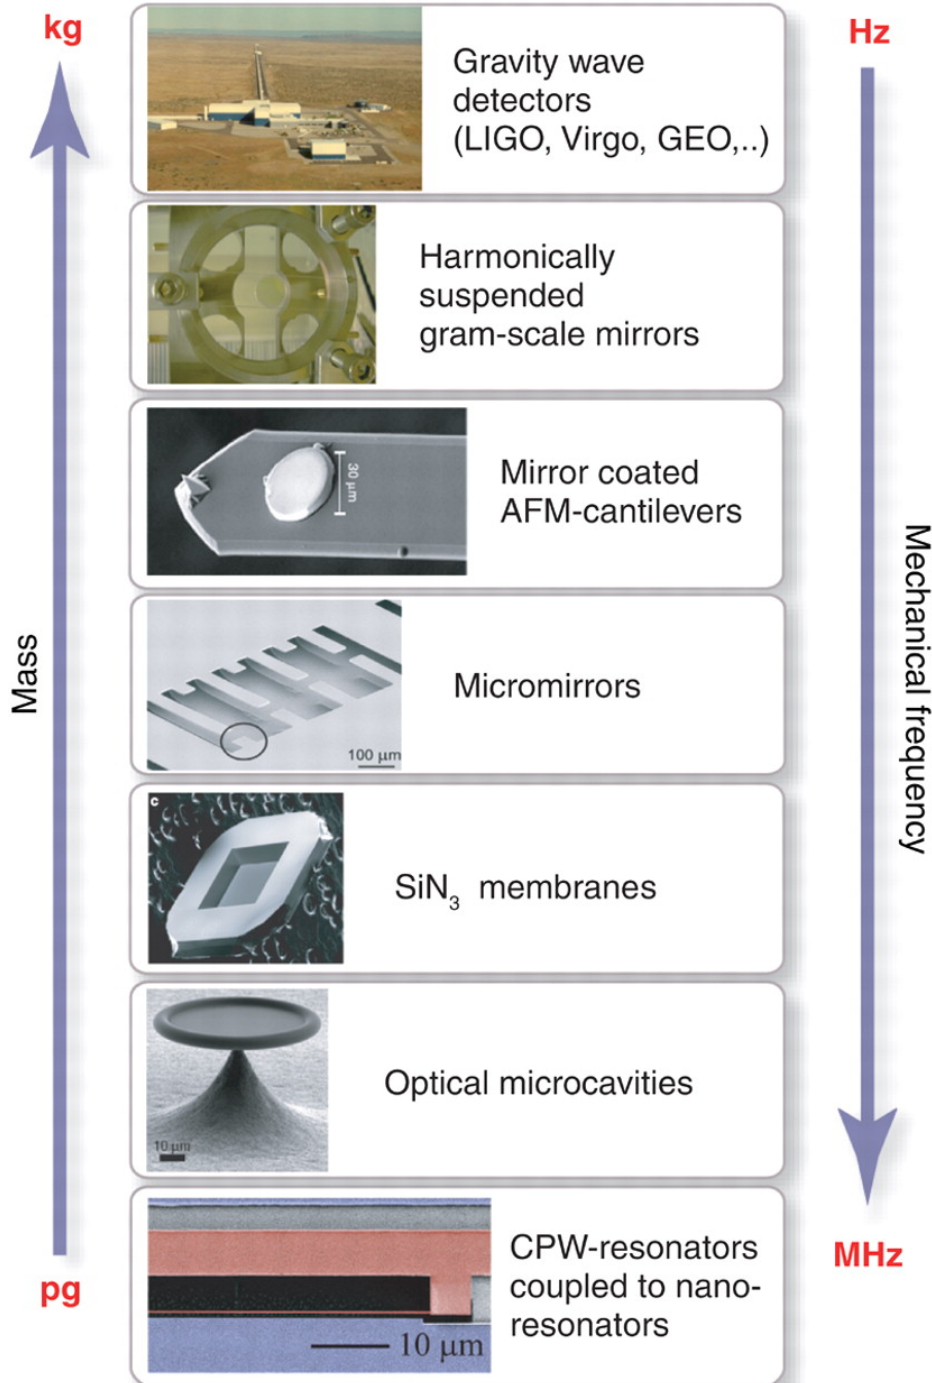 kg
Hz
Gravity wave
detectors
(LIGO, Virgo, GEO,..)
Harmonically
suspended
gram-scale mirrors
30 µm
Mirror coated
AFM-cantilevers
Mass
Mechanical frequency
100 µm
Micromirrors
c
SiN3 membranes
10 µm
Optical microcavities
pg
MHz
10 µm
CPW-resonators
coupled to nano-
resonators